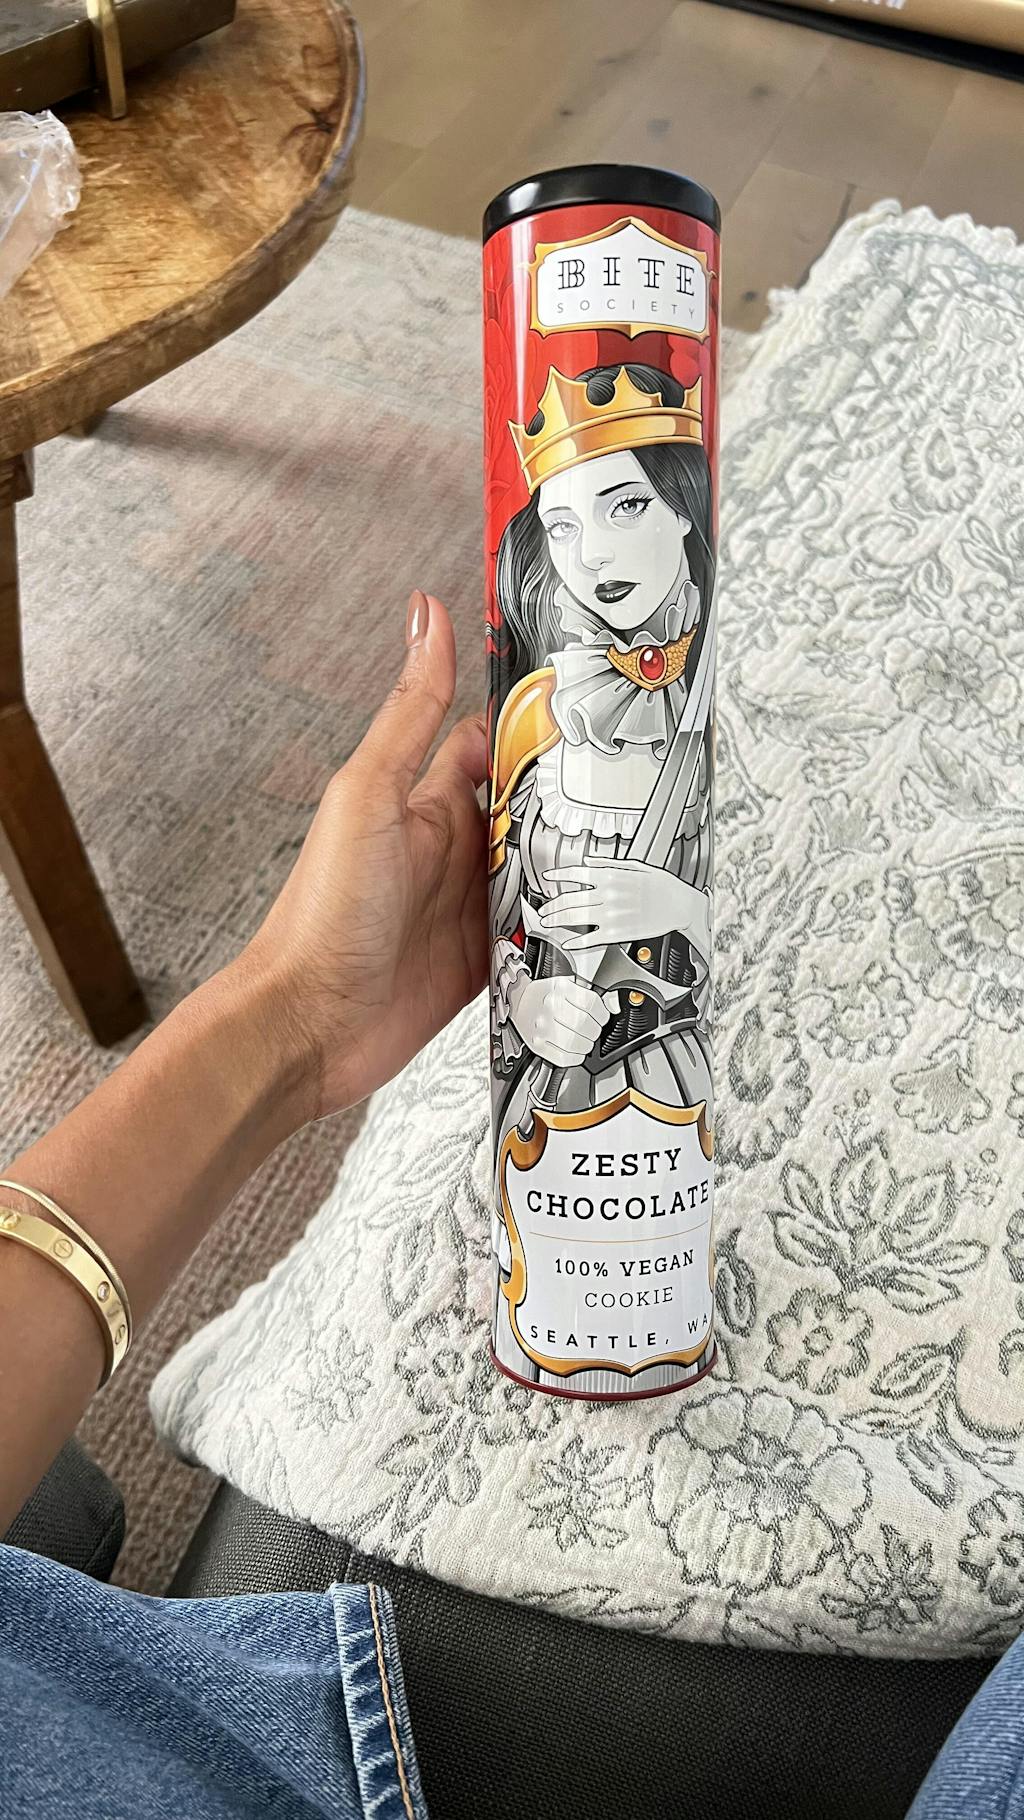 BITE
SOCIETY
ZESTY
CHOCOLATE
100% VEGAN
COOKIE
SEATTLE, WA